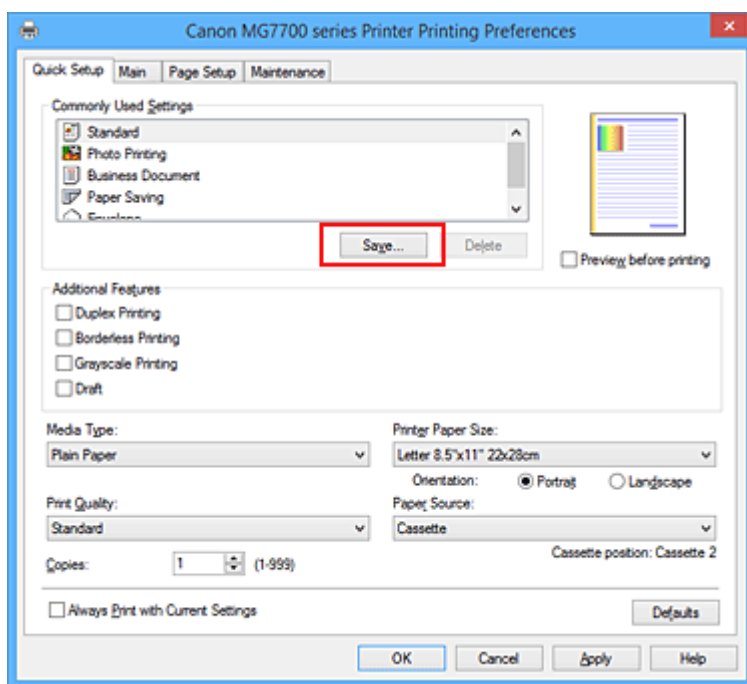 Canon MG7700 series Printer Printing Preferences
Quick Setup Main Page Setup Maintenance
Commonly Used Settings
Standard
Photo Printing
Business Document
Paper Saving
Envelope
Save... Delete
Preview before printing
Additional Features
Duplex Printing
Borderless Printing
Grayscale Printing
Draft
Media Type: Printer Paper Size:
Plain Paper Letter 8.5"x11" 22x28cm
Orientation: Portrait Landscape
Print Quality: Paper Source:
Standard Cassette
Cassette position: Cassette 2
Copies: 1 (1-999)
Always Print with Current Settings
Defaults
OK Cancel Apply Help